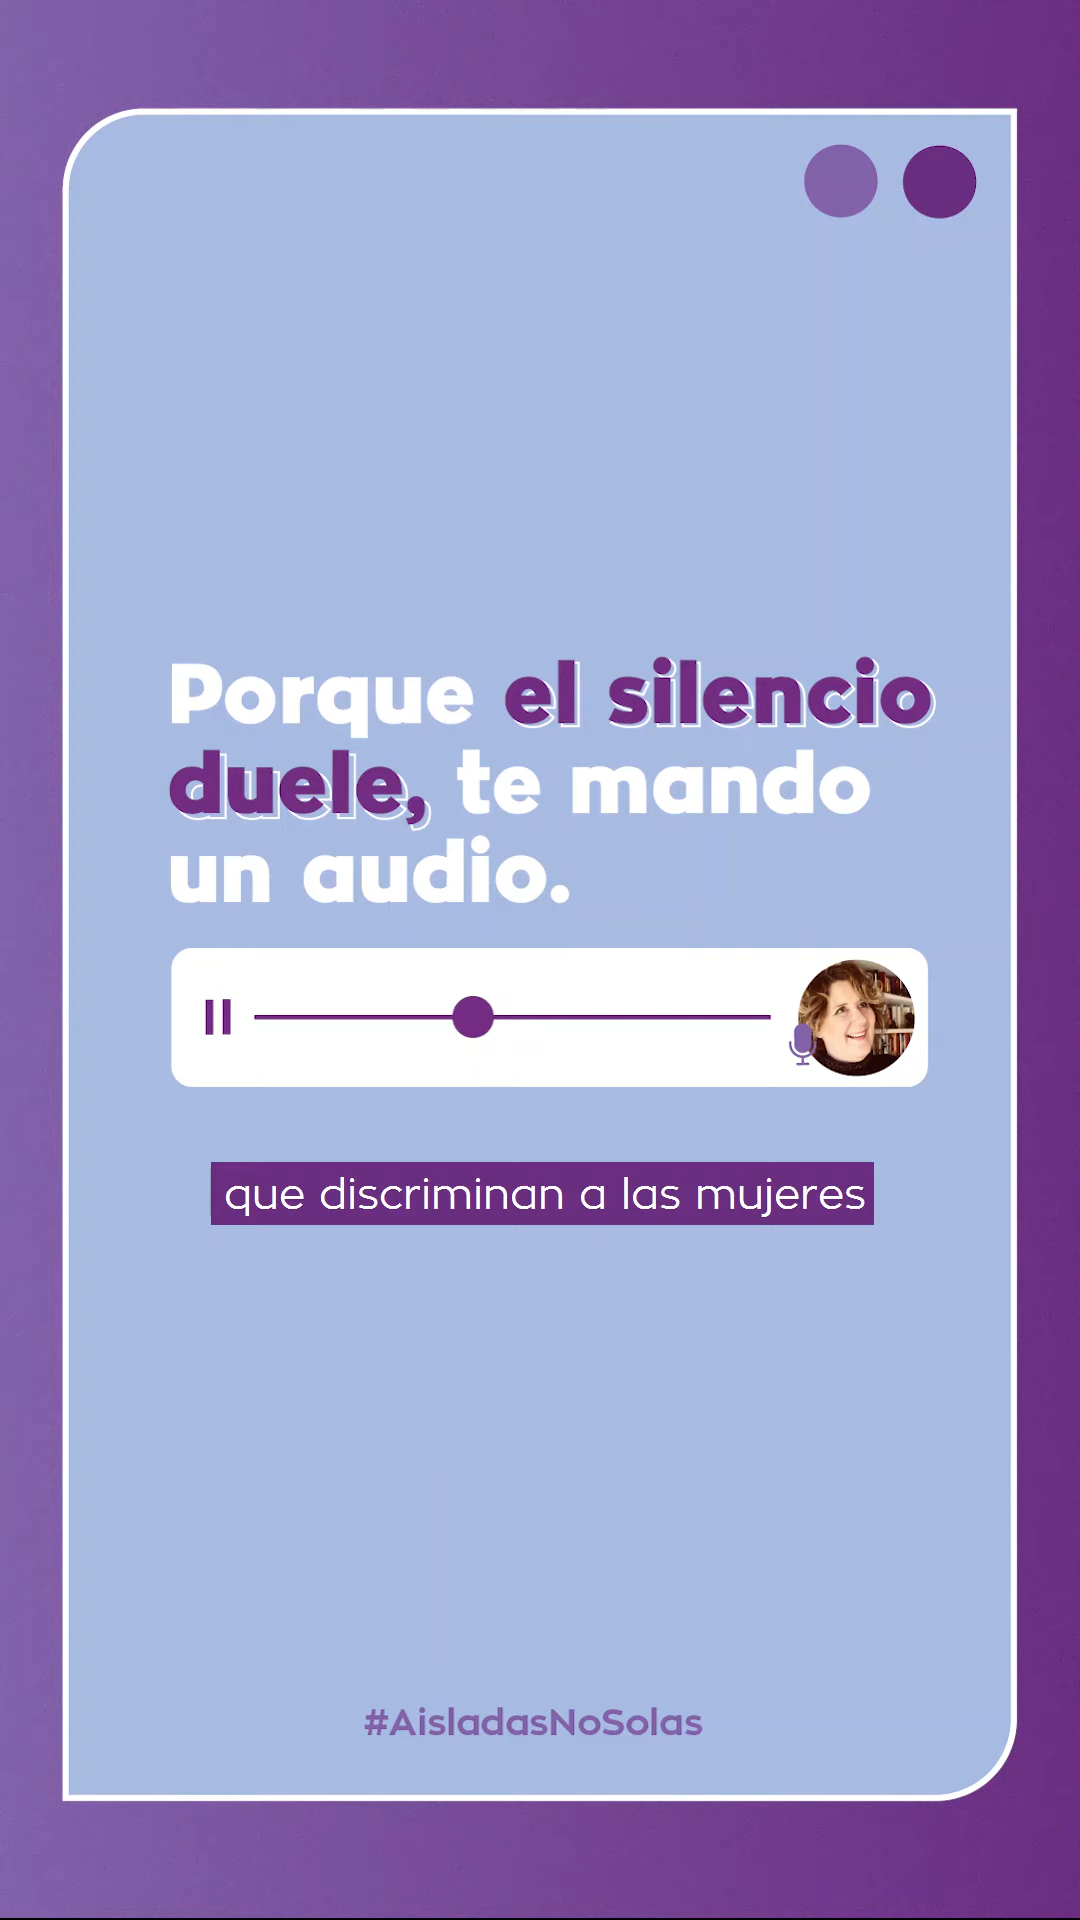 Porque el silencio
duele, te mando
un audio.
que discriminan a las mujeres
#AisladasNoSolas